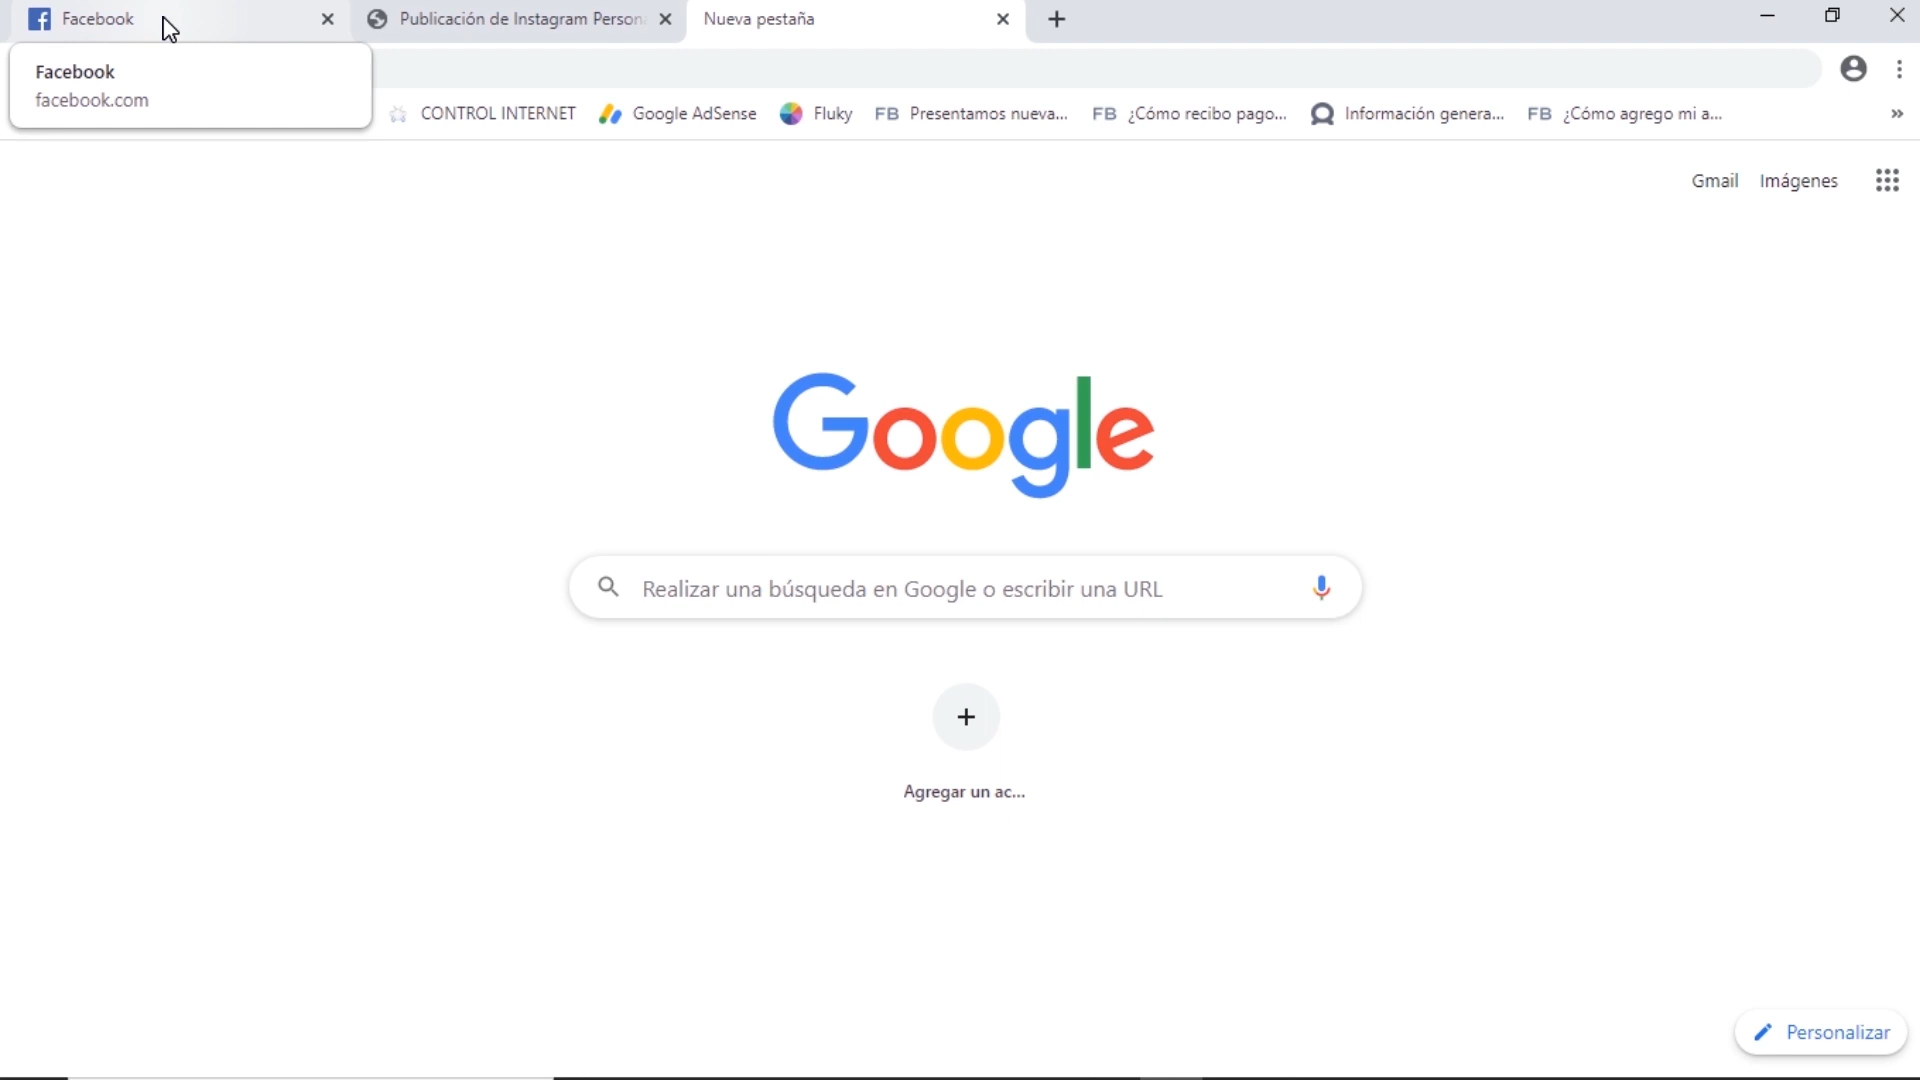 Facebook
Publicación de Instagram Person
Nueva pestaña
Facebook
facebook.com
CONTROL INTERNET
Google AdSense
Fluky
FB Presentamos nueva...
FB ¿Cómo recibo pago...
Información genera...
FB ¿Cómo agrego mi a...
»
Gmail
Imágenes
Google
Realizar una búsqueda en Google o escribir una URL
Agregar un ac...
Personalizar